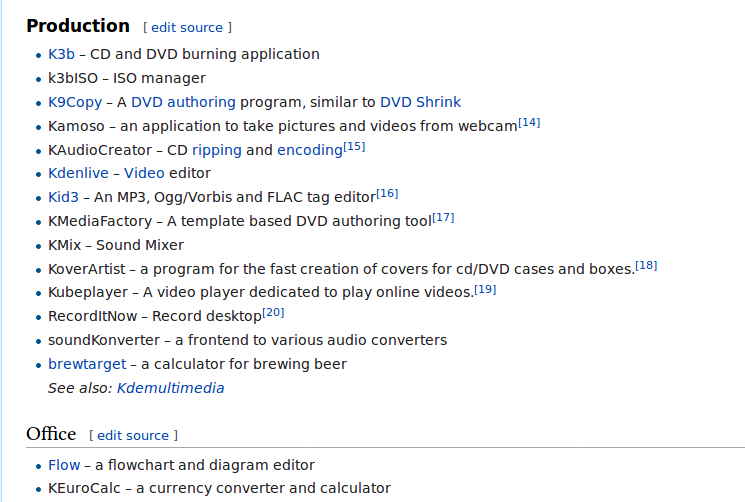 Production [ edit source ]
• K3b – CD and DVD burning application
• k3bISO – ISO manager
• K9Copy – A DVD authoring program, similar to DVD Shrink
• Kamoso – an application to take pictures and videos from webcam[14]
• KAudioCreator – CD ripping and encoding[15]
• Kdenlive – Video editor
• Kid3 – An MP3, Ogg/Vorbis and FLAC tag editor[16]
• KMediaFactory – A template based DVD authoring tool[17]
• KMix – Sound Mixer
• KoverArtist – a program for the fast creation of covers for cd/DVD cases and boxes.[18]
• Kubeplayer – A video player dedicated to play online videos.[19]
• RecordItNow – Record desktop[20]
• soundKonverter – a frontend to various audio converters
• brewtarget – a calculator for brewing beer
See also: Kdemultimedia
Office [ edit source ]
• Flow – a flowchart and diagram editor
• KEuroCalc – a currency converter and calculator